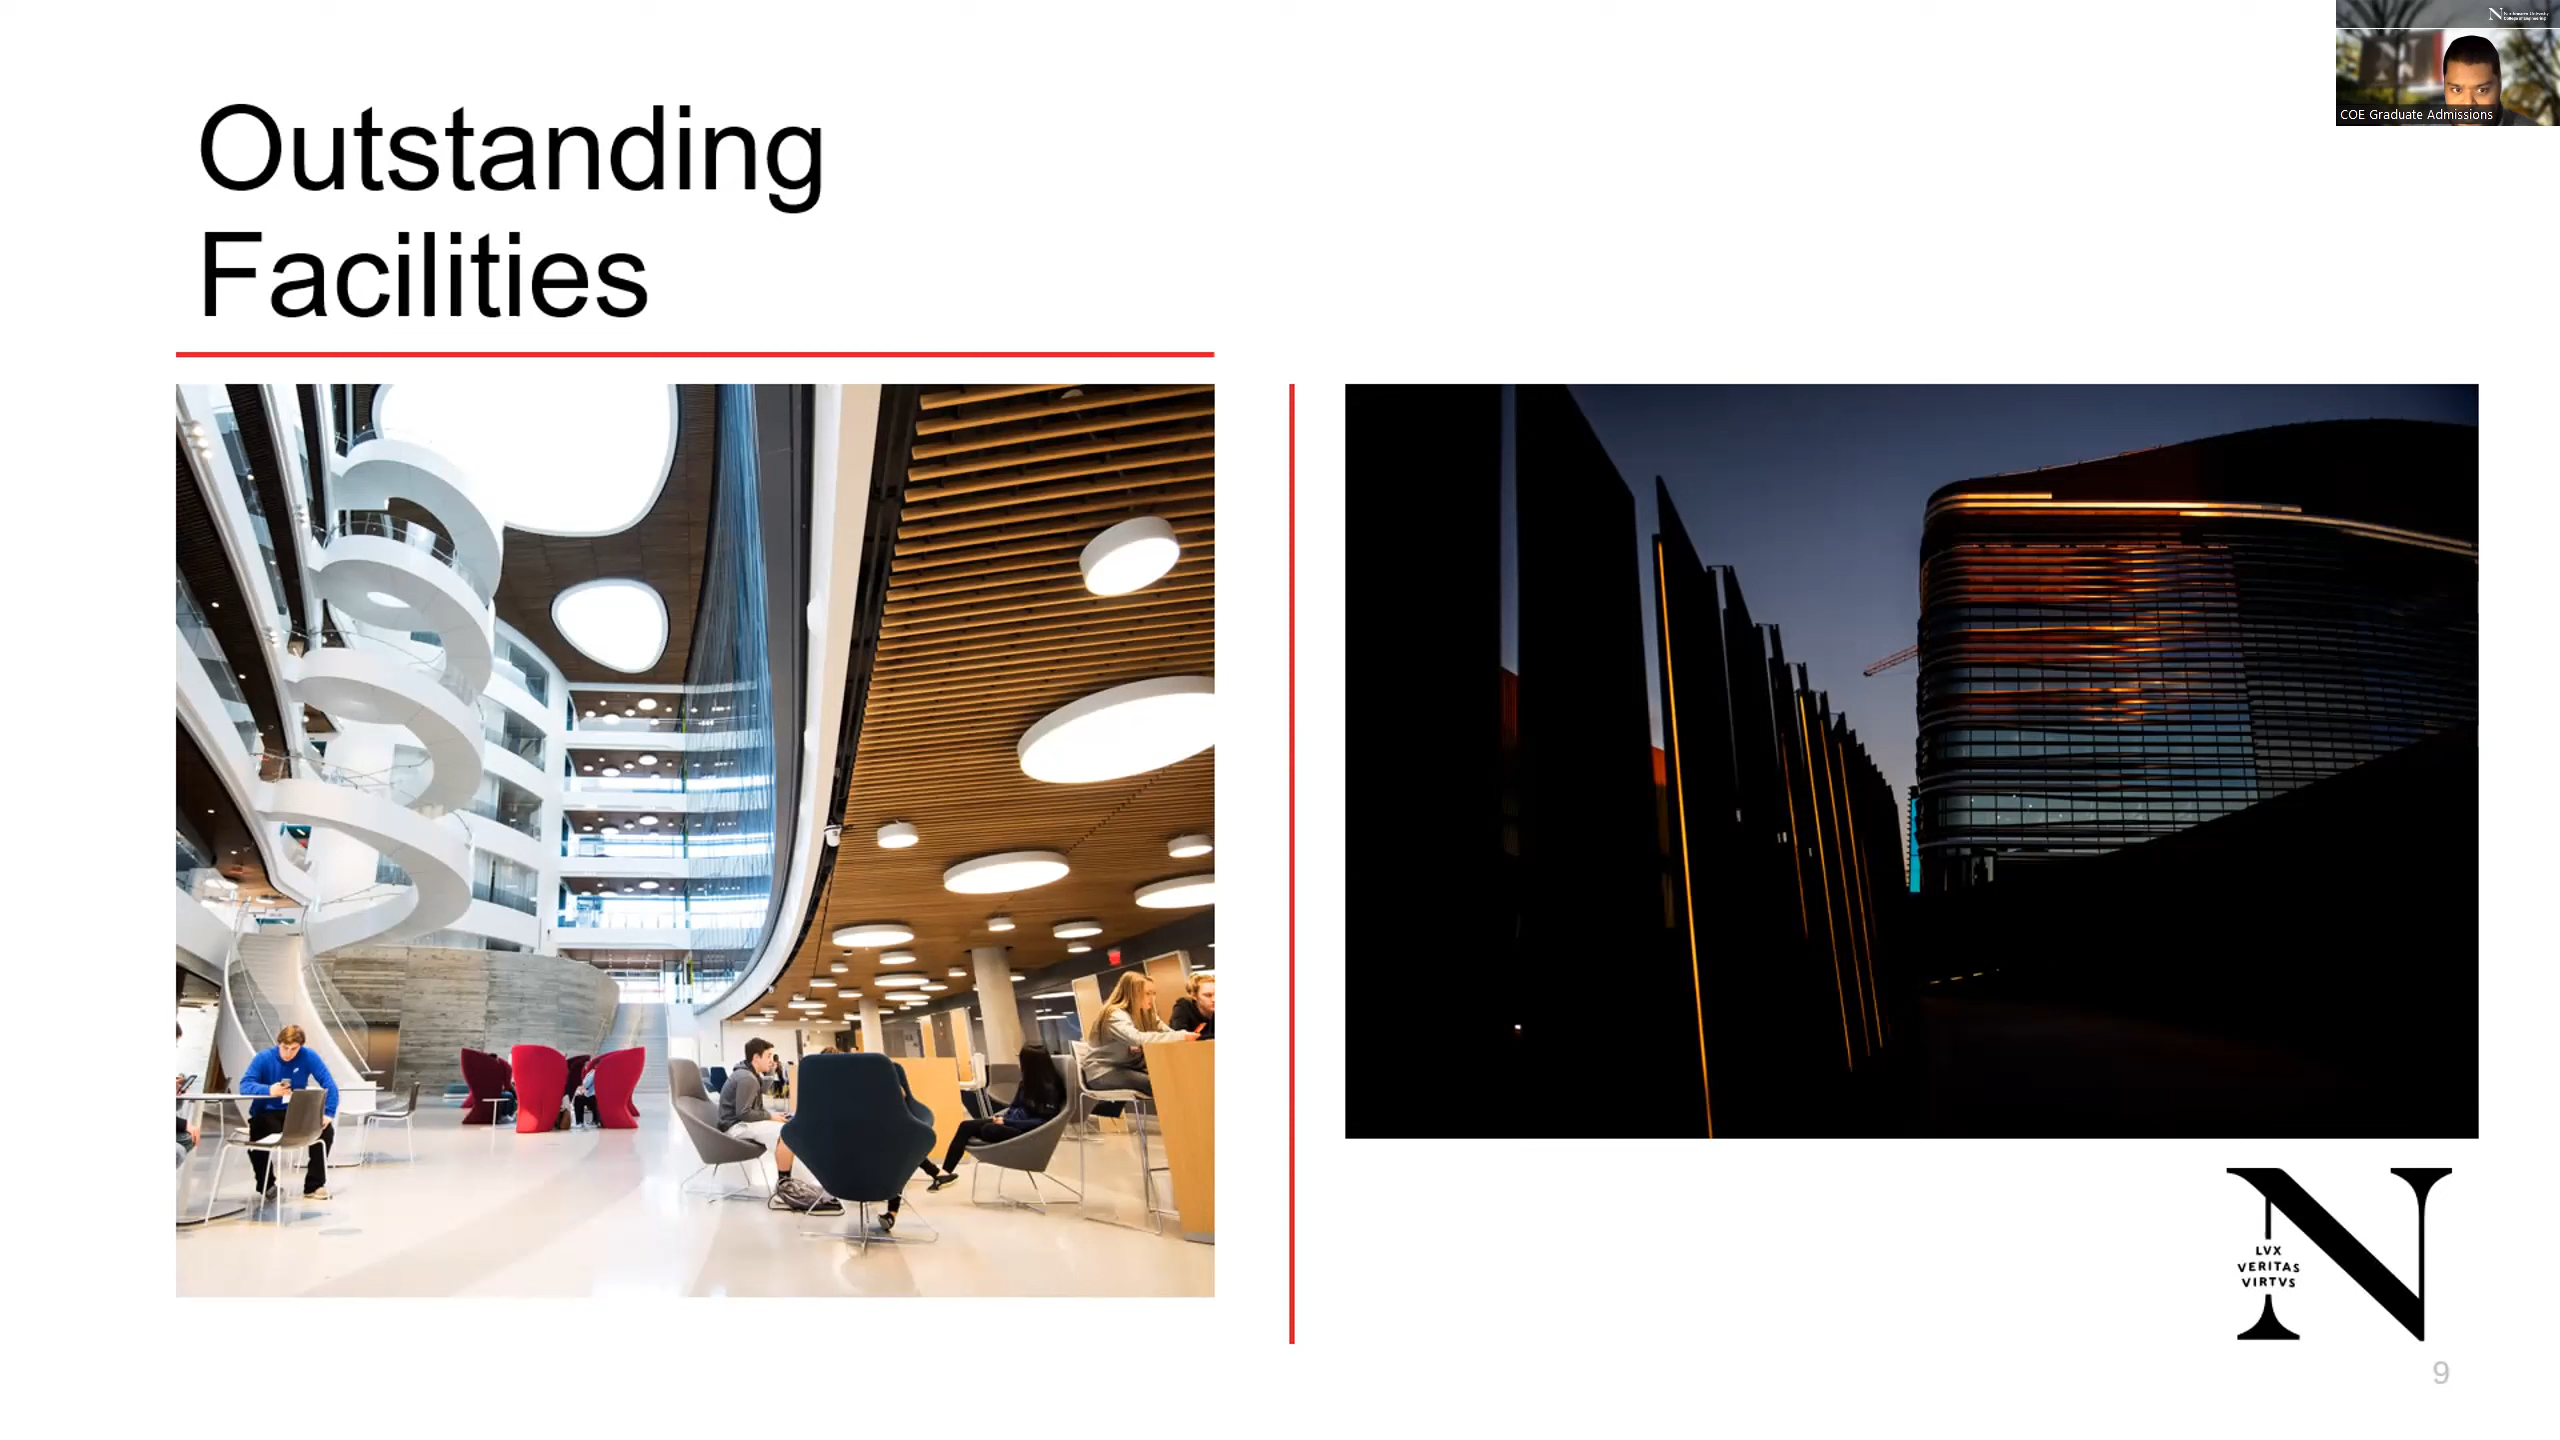 Outstanding
Facilities
COE Graduate Admissions
N
LVX
VERITAS
VIRTVS
9